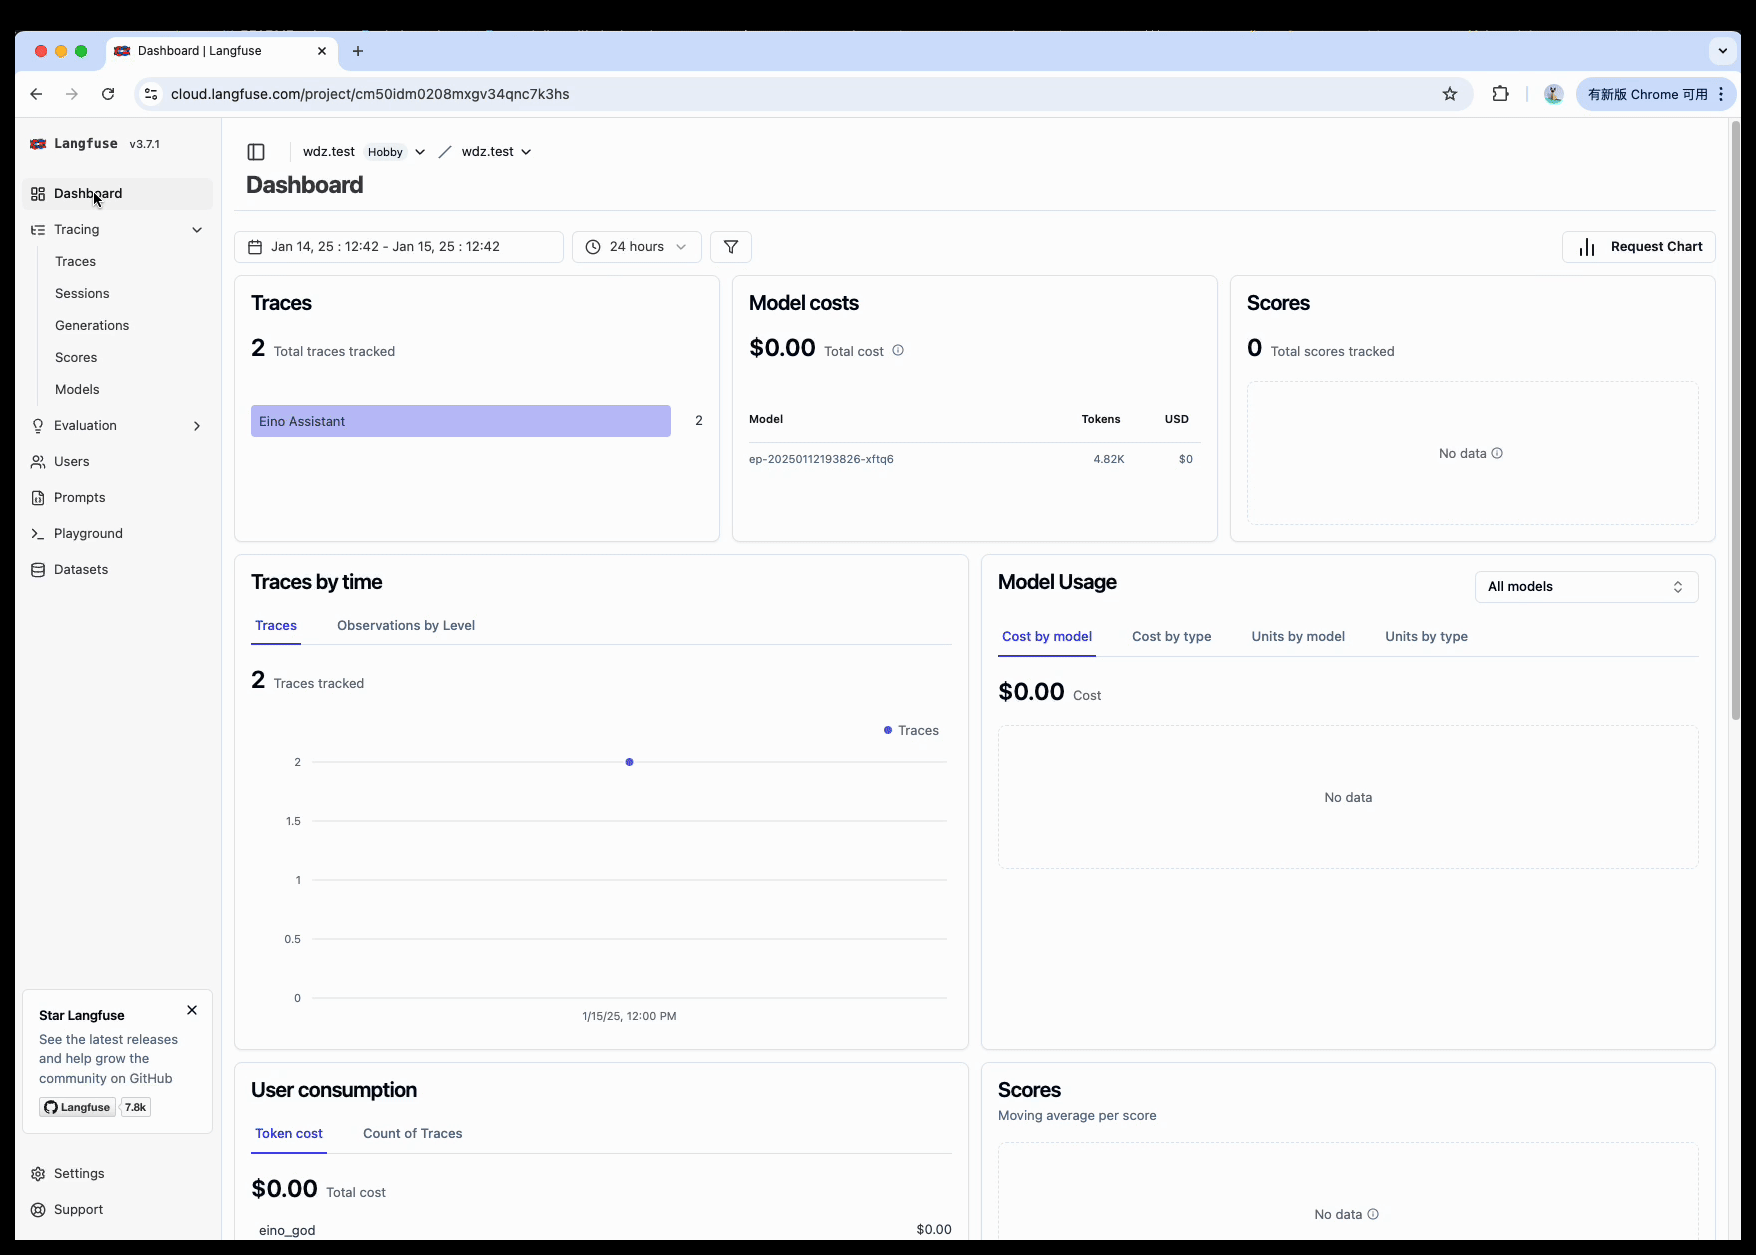 Dashboard | Langfuse
cloud.langfuse.com/project/cm50idm0208mxgv34qnc7k3hs
有新版 Chrome 可用
Langfuse v3.7.1
Dashboard
Tracing
Traces
Sessions
Generations
Scores
Models
Evaluation
Users
Prompts
Playground
Datasets
Star Langfuse
See the latest releases
and help grow the
community on GitHub
Langfuse 7.8k
Settings
Support
wdz.test Hobby wdz.test
Dashboard
Jan 14, 25 : 12:42 - Jan 15, 25 : 12:42
24 hours
Request Chart
Traces
2 Total traces tracked
Eino Assistant 2
Model costs
$0.00 Total cost
Model Tokens USD
ep-20250112193826-xftq6 4.82K $0
Scores
0 Total scores tracked
No data
Traces by time
Traces Observations by Level
2 Traces tracked
Traces
2
1.5
1
0.5
0
1/15/25, 12:00 PM
Model Usage
All models
Cost by model Cost by type Units by model Units by type
$0.00 Cost
No data
User consumption
Token cost Count of Traces
$0.00 Total cost
eino_god $0.00
Scores
Moving average per score
No data